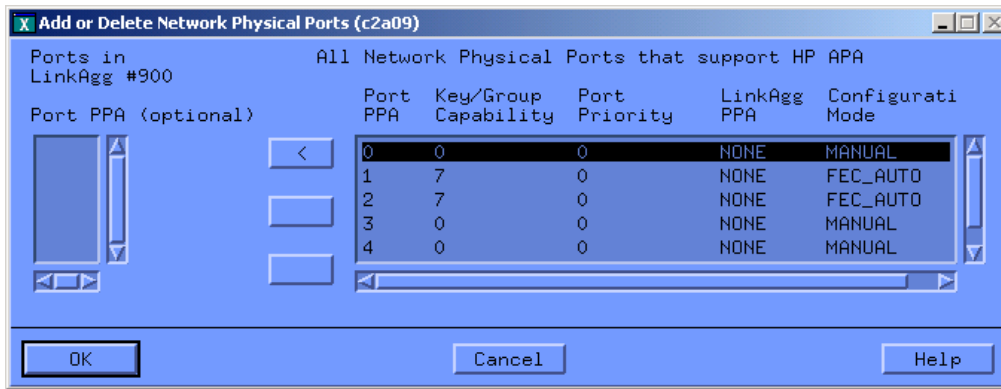 X Add or Delete Network Physical Ports (c2a09)
Ports in
LinkAgg #900
All Network Physical Ports that support HP APA
Port PPA (optional)
Port Key/Group Port LinkAgg Configurati
PPA Capability Priority PPA Mode
<
0 0 0 NONE MANUAL
1 7 0 NONE FEC_AUTO
2 7 0 NONE FEC_AUTO
3 0 0 NONE MANUAL
4 0 0 NONE MANUAL
OK Cancel Help